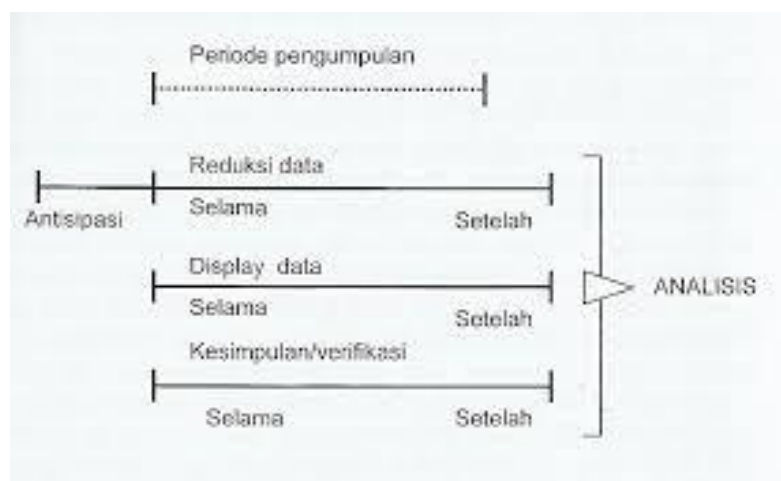 Periode pengumpulan
Reduksi data
Antisipasi
Selama
Setelah
Display data
Selama
Setelah
ANALISIS
Kesimpulan/verifikasi
Selama
Setelah